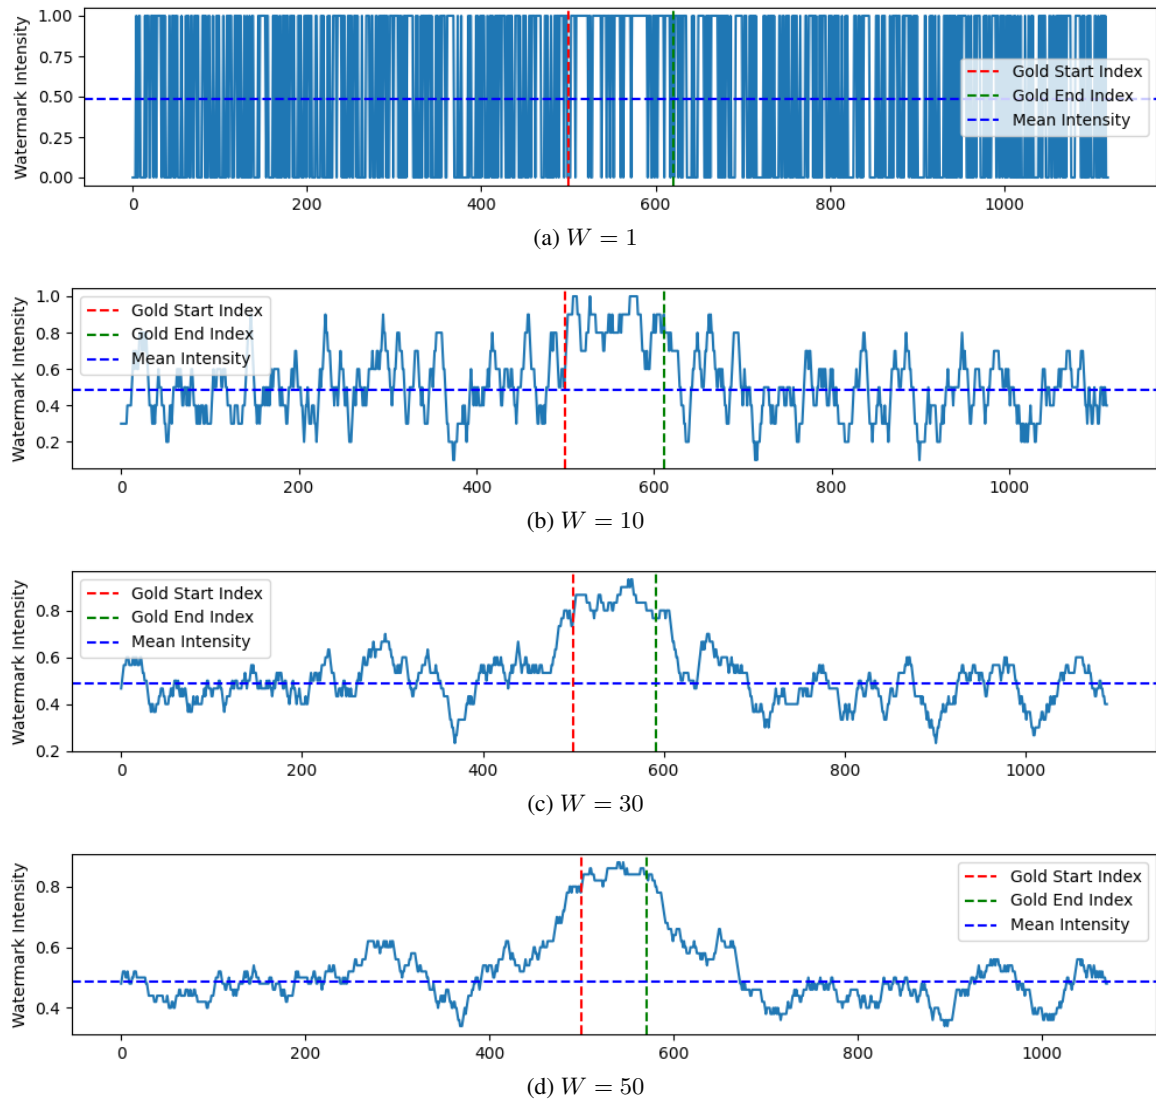 Watermark Intensity
1.00
0.75
0.50
0.25
0.00
Gold Start Index
Gold End Index
Mean Intensity
0 200 400 600 800 1000
(a) W = 1
Watermark Intensity
1.0
0.8
0.6
0.4
0.2
Gold Start Index
Gold End Index
Mean Intensity
0 200 400 600 800 1000
(b) W = 10
Watermark Intensity
0.8
0.6
0.4
0.2
Gold Start Index
Gold End Index
Mean Intensity
0 200 400 600 800 1000
(c) W = 30
Watermark Intensity
0.8
0.6
0.4
Gold Start Index
Gold End Index
Mean Intensity
0 200 400 600 800 1000
(d) W = 50